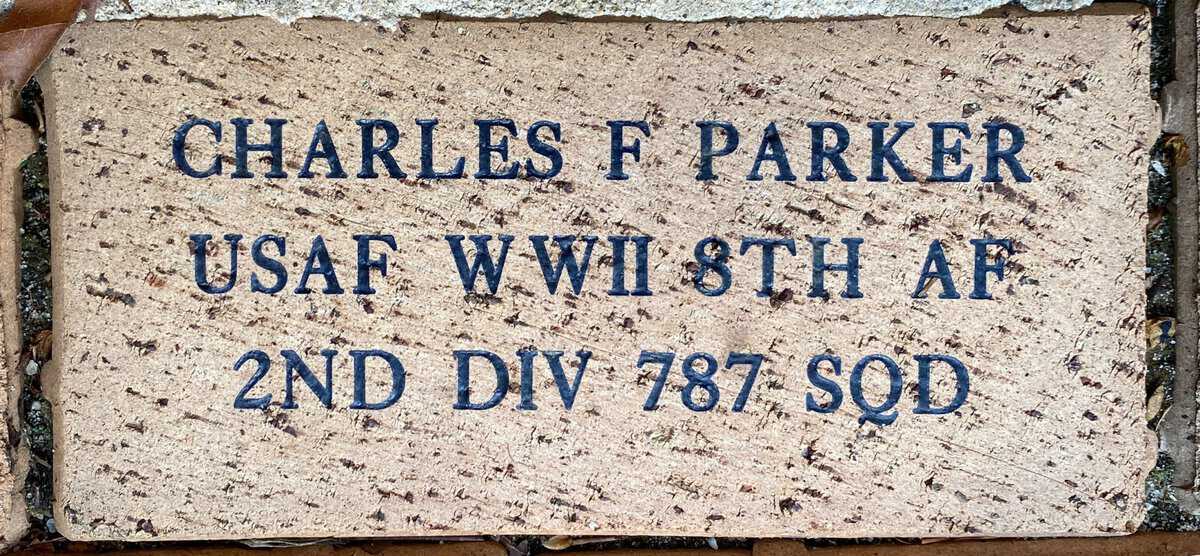 CHARLES F PARKER
USAF WWII 8TH AF
2ND DIV 787 SQD